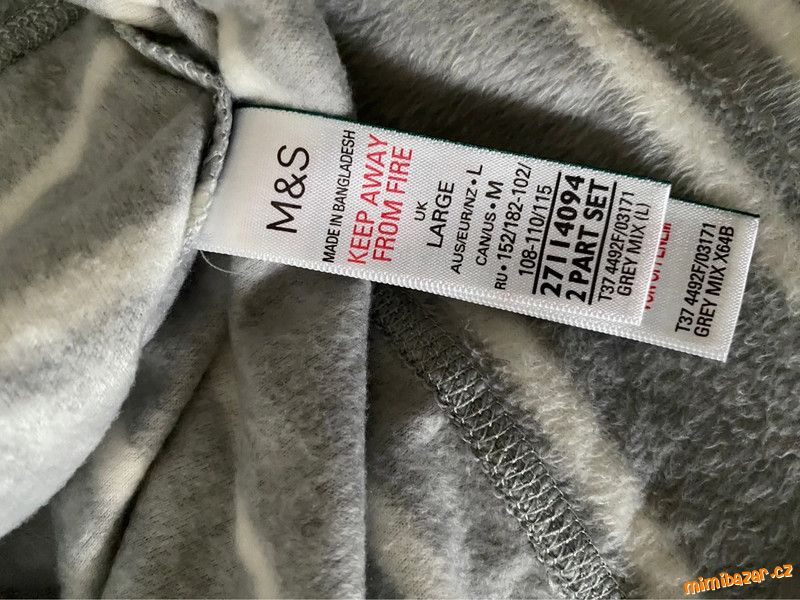 M&S
MADE IN BANGLADESH
KEEP AWAY
FROM FIRE
UK
LARGE
AUS/EUR/NZ • L
CAN/US • M
RU • 152/182-102/
108-110/115
27114094
2 PART SET
T37 4492F/03171
GREY MIX (L)
T37 4492F/03171
GREY MIX X64B
mimibazar.cz